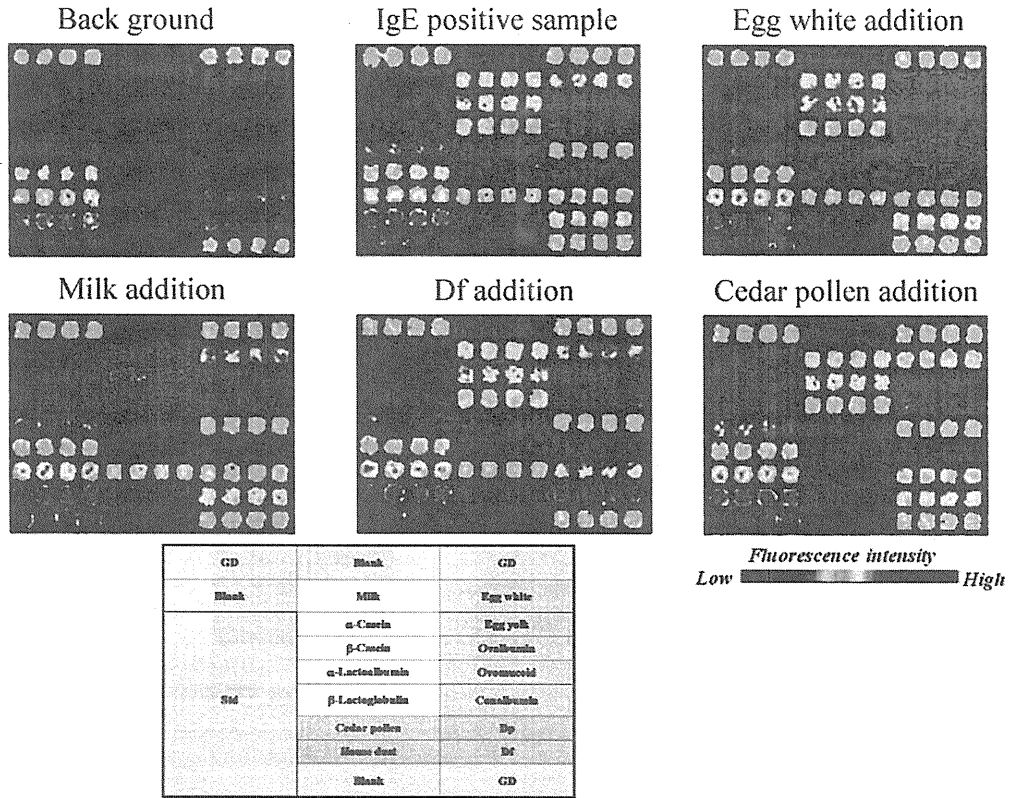 Back ground
IgE positive sample
Egg white addition
Milk addition
Df addition
Cedar pollen addition
Fluorescence intensity
Low
High
GD
Blank
GD
Blank
Milk
Egg white
Std
α-Casein
Egg yolk
β-Casein
Ovalbumin
α-Lactoalbumin
Ovomucoid
β-Lactoglobulin
Conalbumin
Cedar pollen
Dp
House dust
Df
Blank
GD